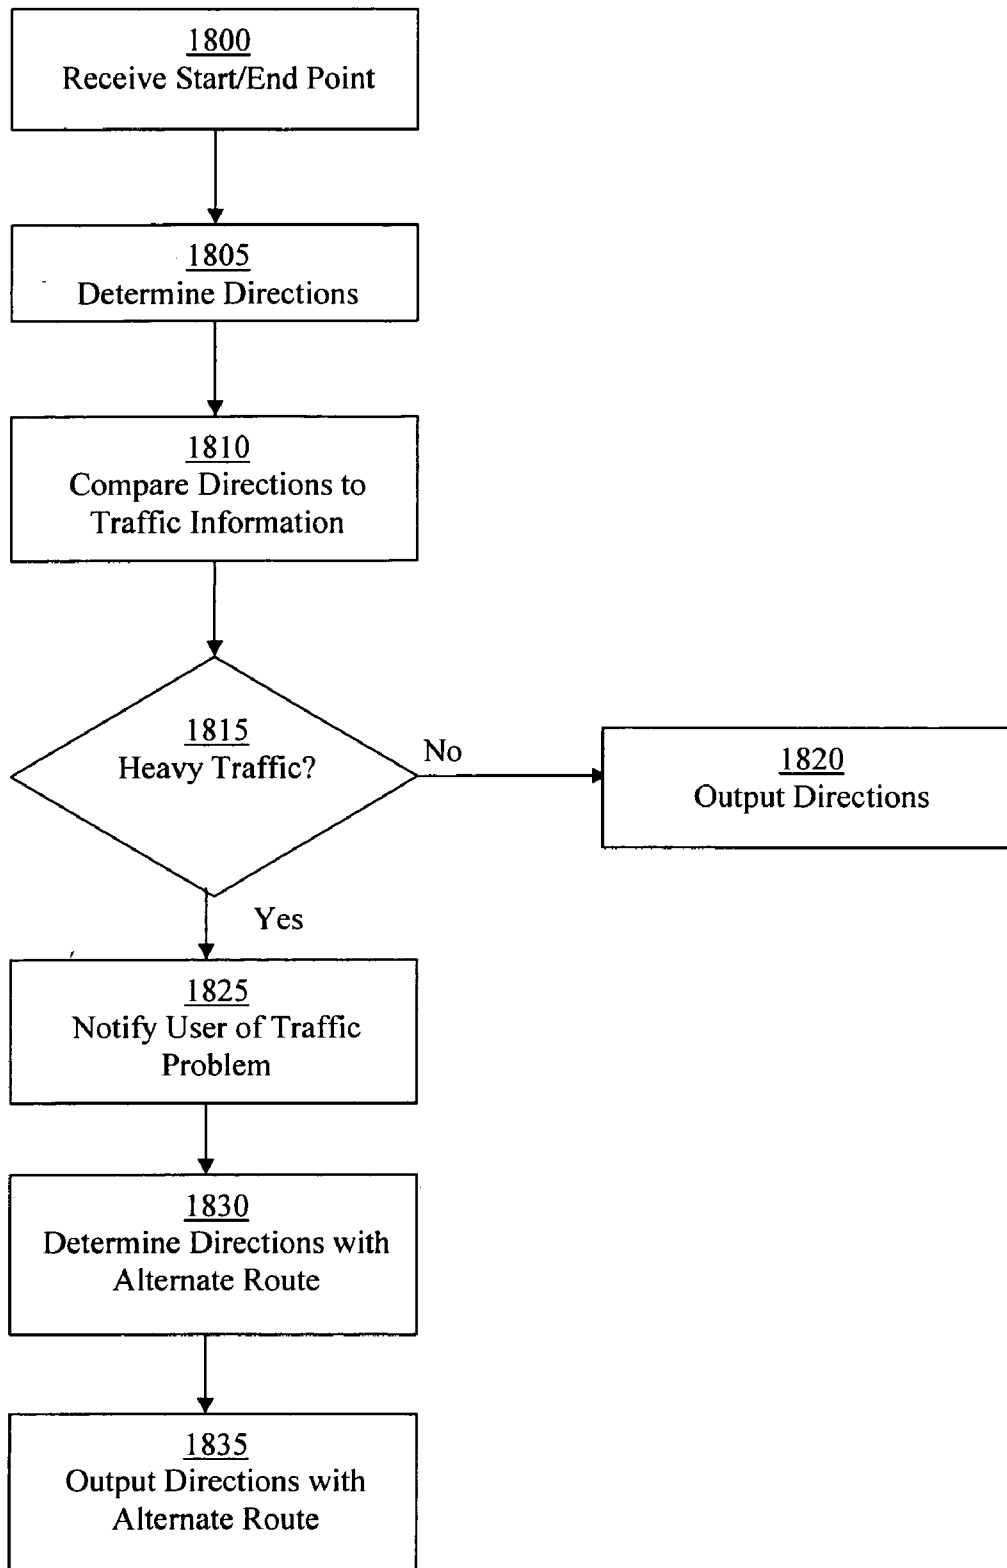 1800
Receive Start/End Point
1805
Determine Directions
1810
Compare Directions to
Traffic Information
1815
Heavy Traffic?
No
1820
Output Directions
Yes
1825
Notify User of Traffic
Problem
1830
Determine Directions with
Alternate Route
1835
Output Directions with
Alternate Route